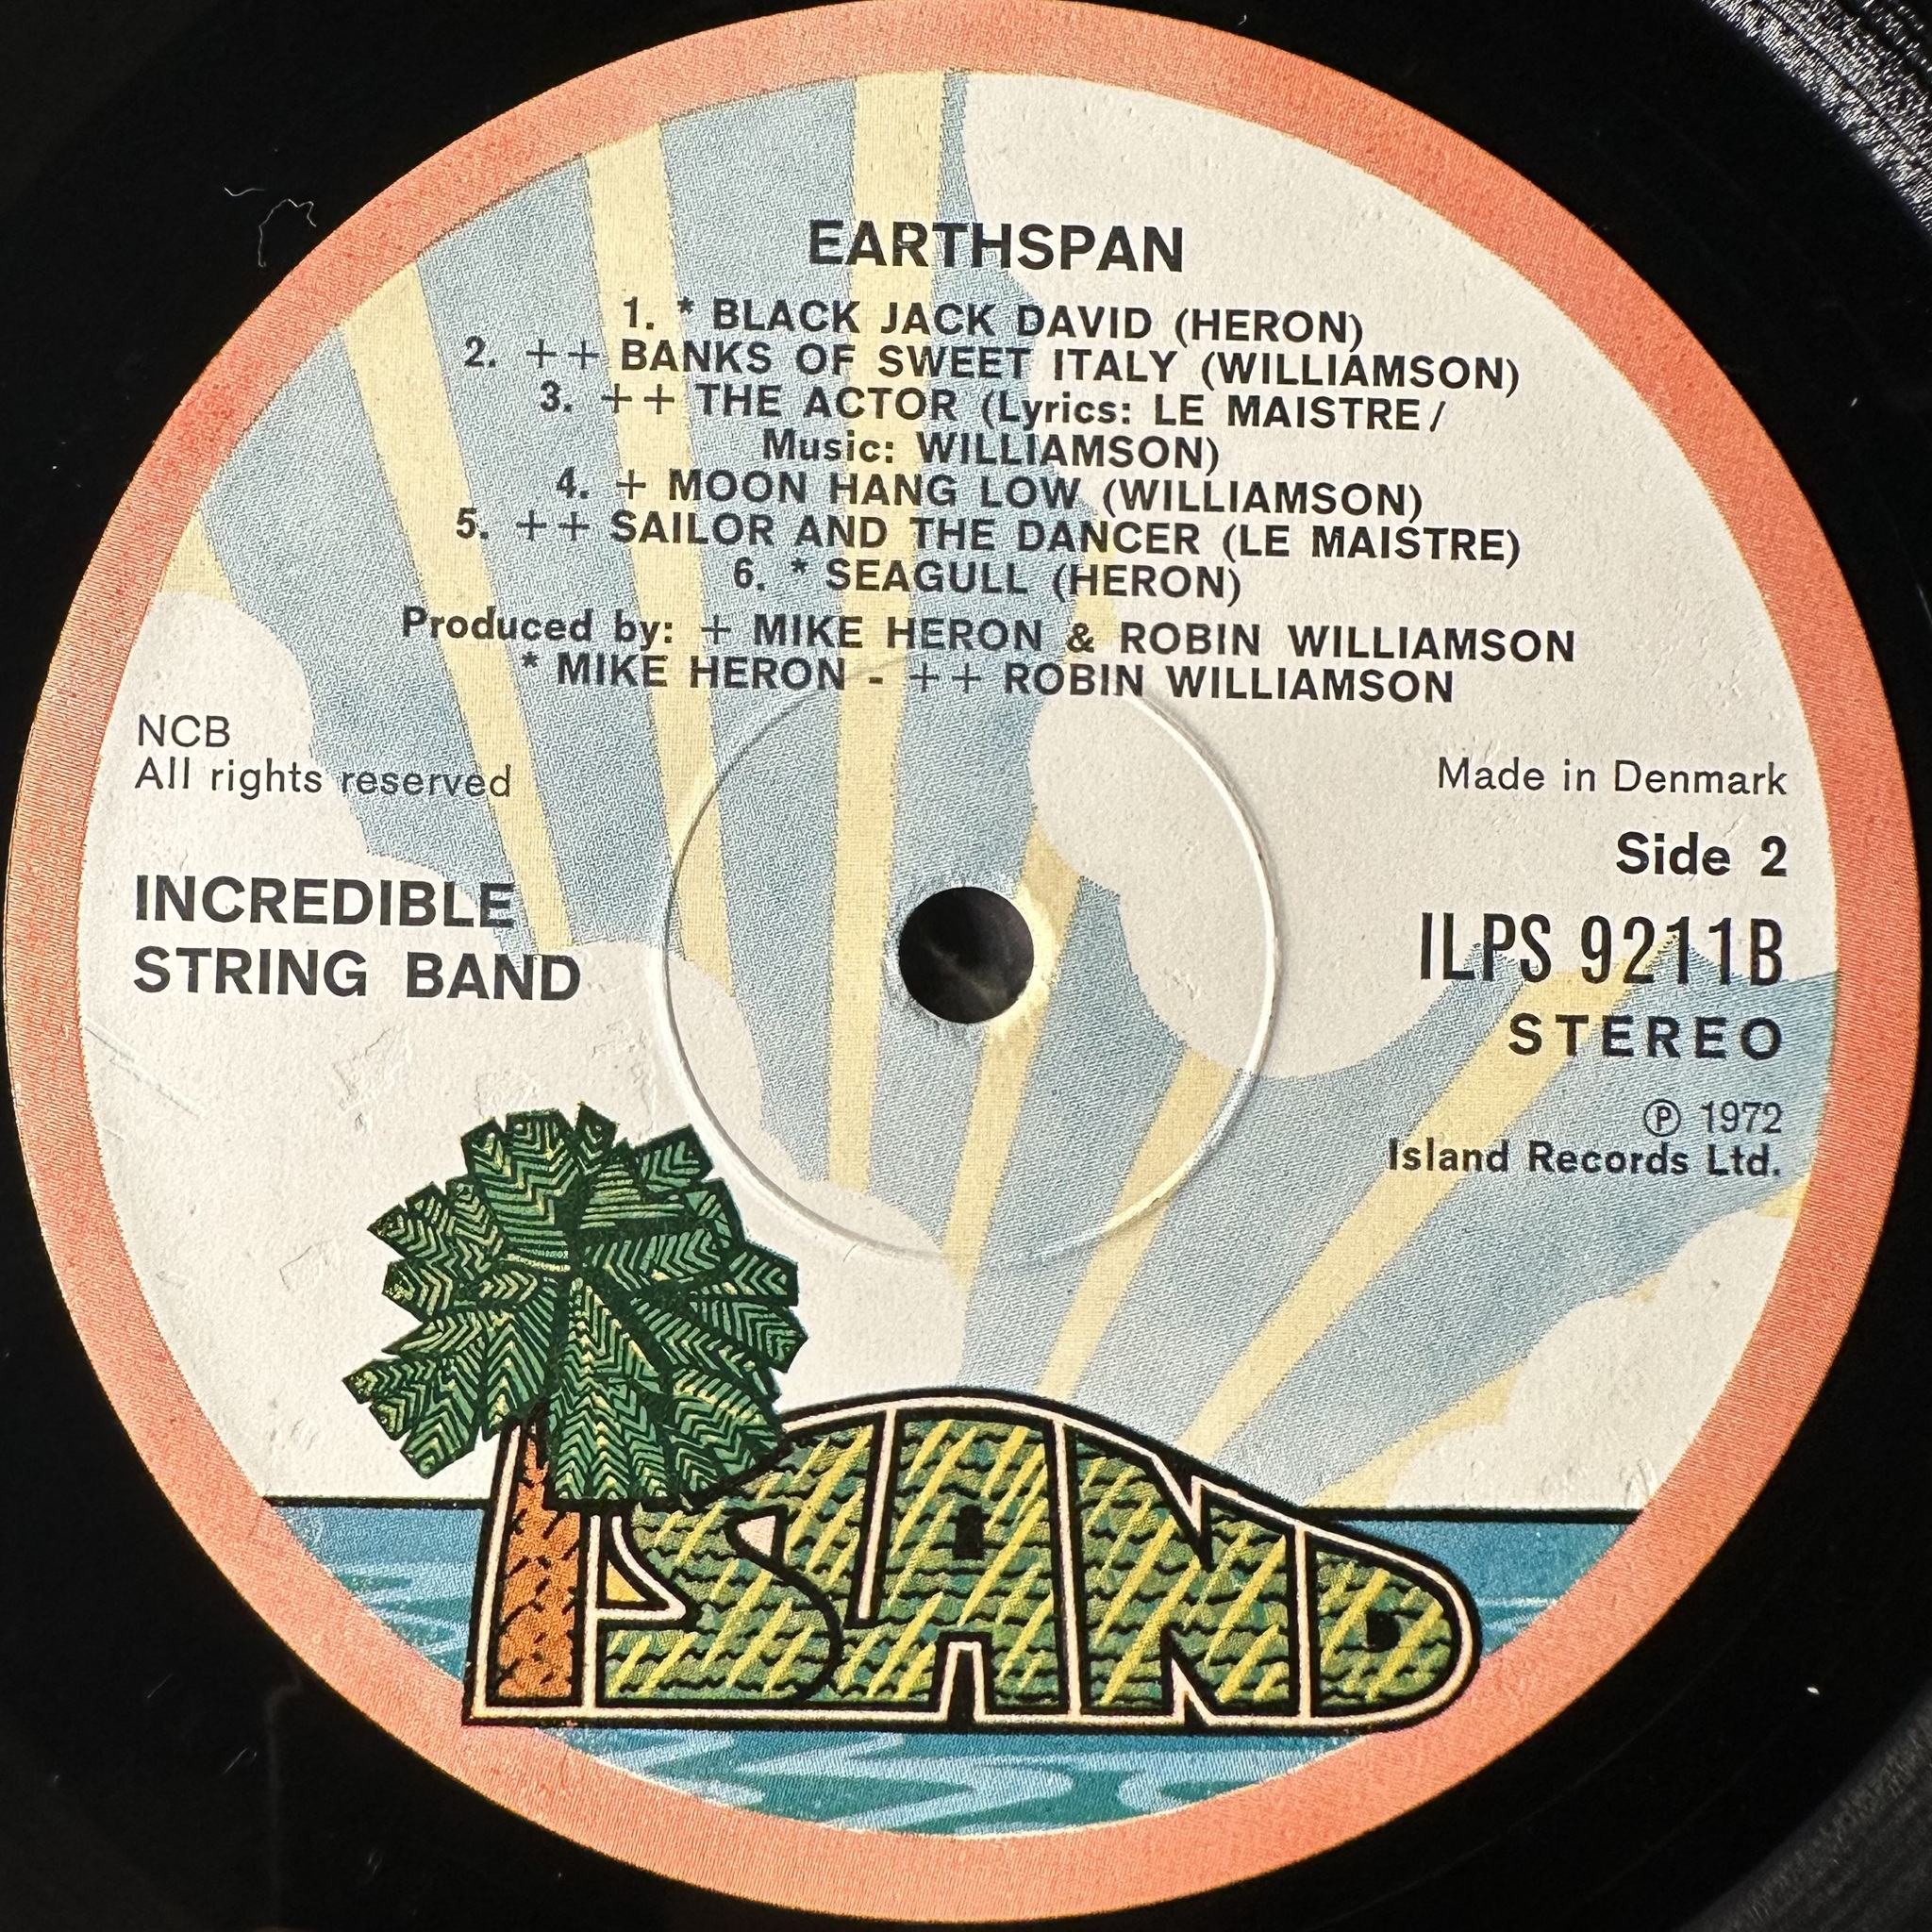 EARTHSPAN
1. * BLACK JACK DAVID (HERON)
2. ++ BANKS OF SWEET ITALY (WILLIAMSON)
3. ++ THE ACTOR (Lyrics: LE MAISTRE /
Music: WILLIAMSON)
4. + MOON HANG LOW (WILLIAMSON)
5. ++ SAILOR AND THE DANCER (LE MAISTRE)
6. * SEAGULL (HERON)
Produced by: + MIKE HERON & ROBIN WILLIAMSON
* MIKE HERON - ++ ROBIN WILLIAMSON
NCB
All rights reserved
INCREDIBLE
STRING BAND
Made in Denmark
Side 2
ILPS 9211B
STEREO
℗ 1972
Island Records Ltd.
ISLAND